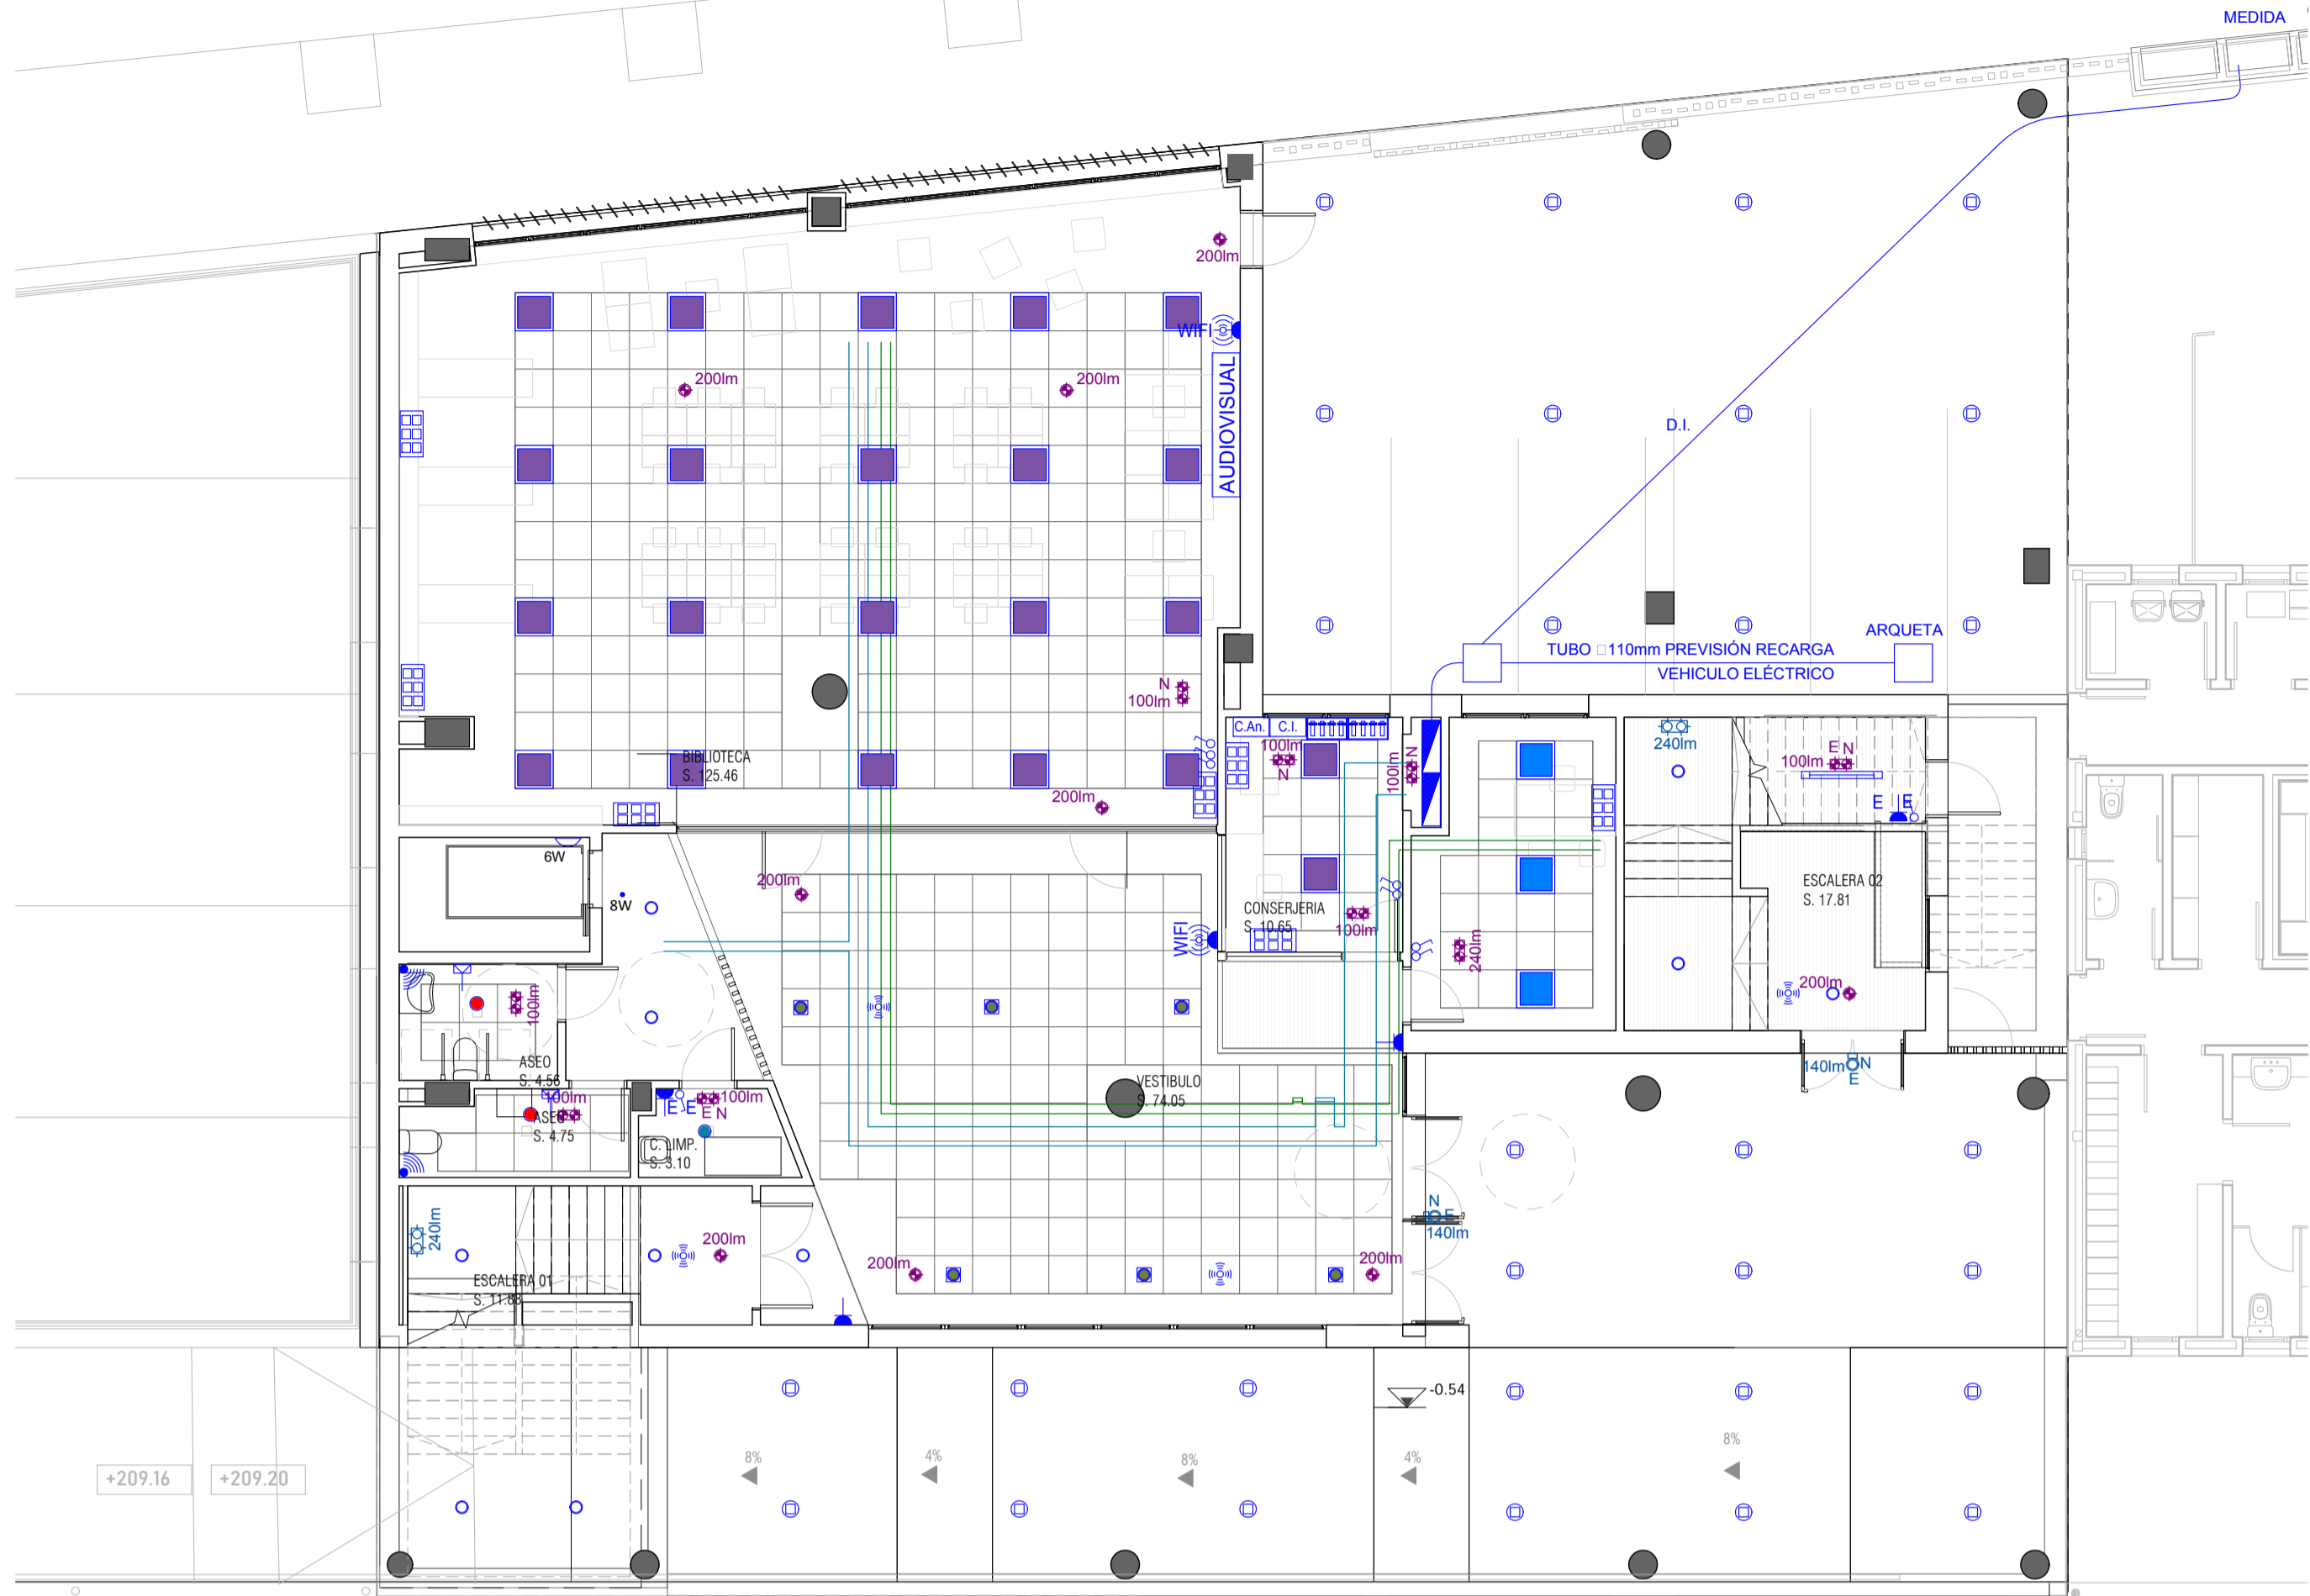 MEDIDA
200lm
WIFI
AUDIOVISUAL
200lm
200lm
D.I.
ARQUETA
TUBO □110mm PREVISIÓN RECARGA
VEHICULO ELÉCTRICO
N
100lm
C.An.
C.I.
100lm
N
100lm
N
240lm
E N
100lm
E E
BIBLIOTECA
S. 125.46
200lm
6W
8W
200lm
WIFI
CONSERJERIA
S. 10.65
100lm
240lm
ESCALERA 02
S. 17.81
200lm
100lm
ASEO
S. 4.56
100lm
ASEO
S. 4.75
E E
E N
100lm
C. LIMP.
S. 3.10
VESTIBULO
S. 74.05
140lm
N
E
N
E
140lm
240lm
200lm
ESCALERA 01
S. 11.88
200lm
200lm
-0.54
8%
4%
8%
4%
8%
+209.16
+209.20